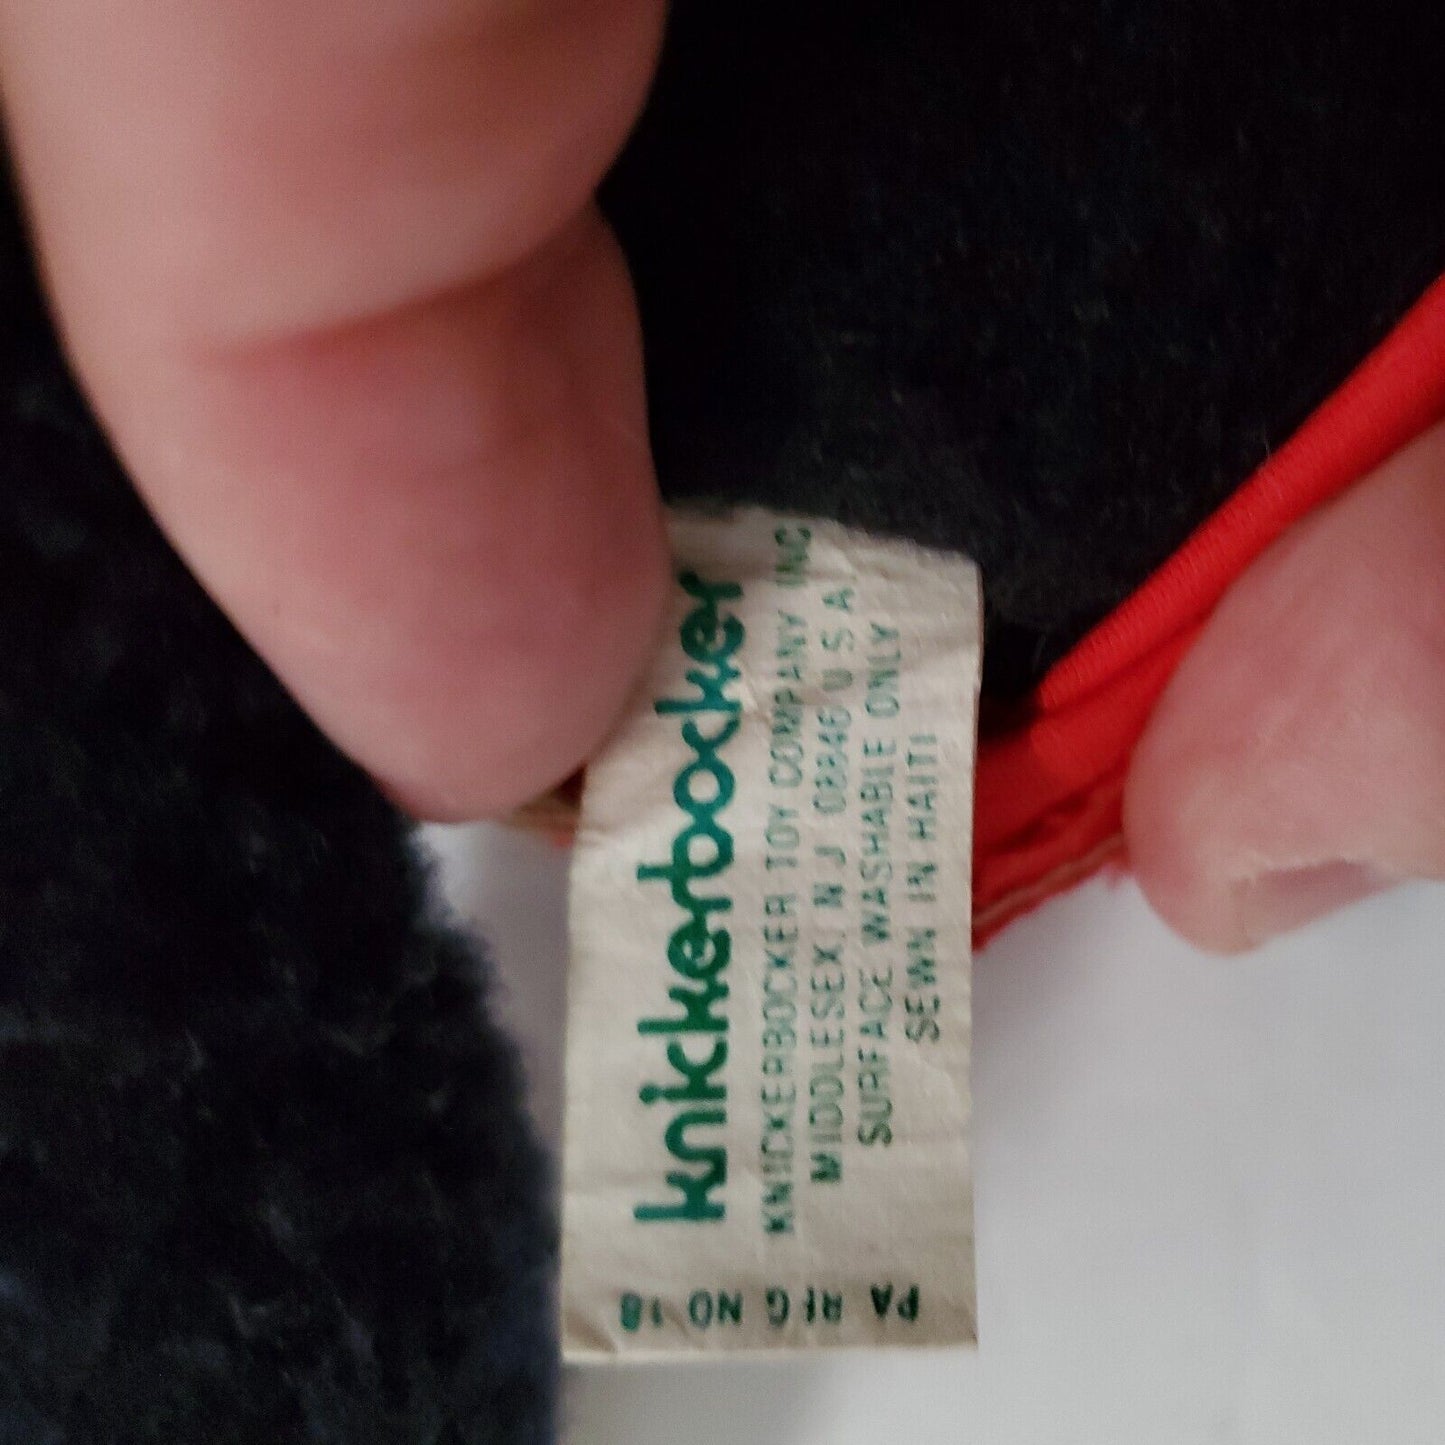 knickerbocker
KNICKERBOCKER TOY COMPANY INC
MIDDLESEX, N J 08846 U S A
SURFACE WASHABLE ONLY
SEWN IN HAITI
PA REG NO 18